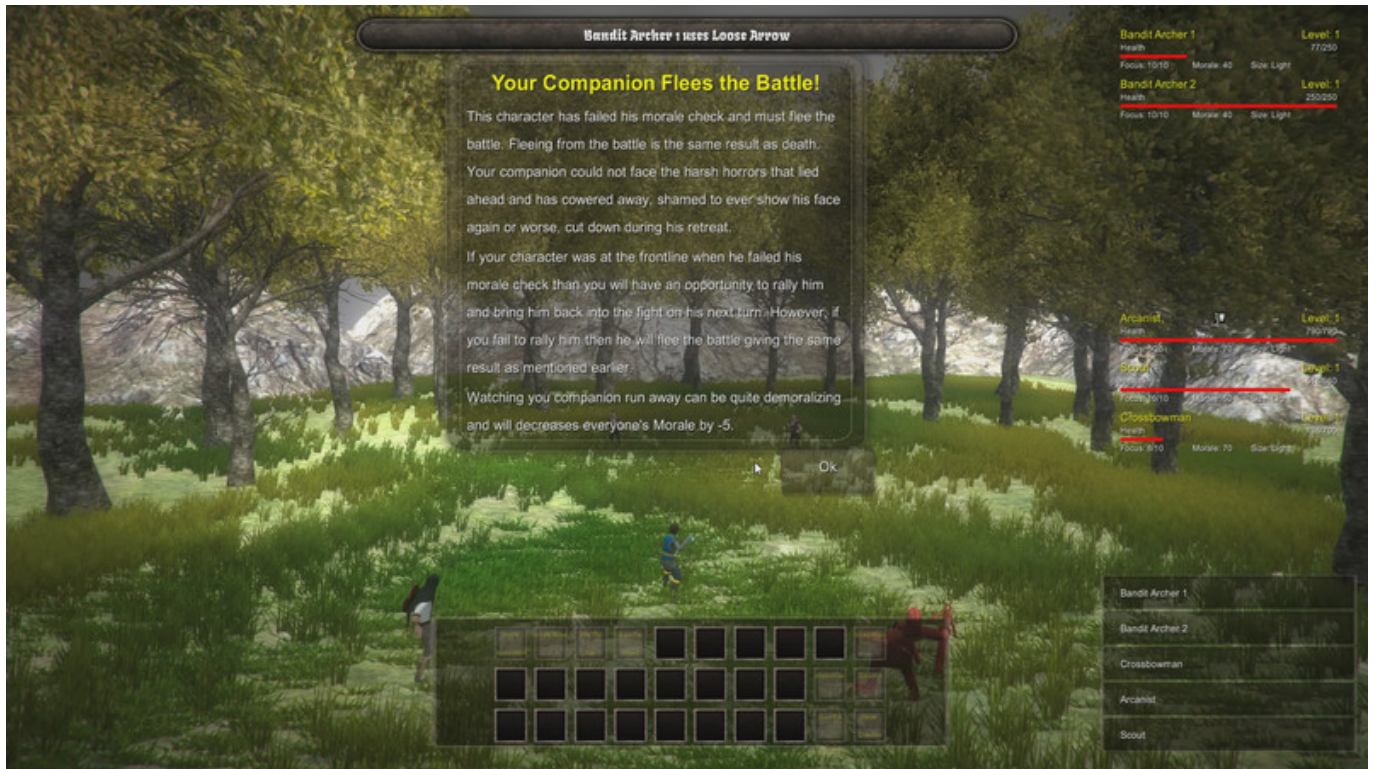 Bandit Archer 1 uses Loose Arrow
Your Companion Flees the Battle!
This character has failed his morale check and must flee the
battle. Fleeing from the battle is the same result as death.
Your companion could not face the harsh horrors that lied
ahead and has cowered away, shamed to ever show his face
again or worse, cut down during his retreat.
If your character was at the frontline when he failed his
morale check than you will have an opportunity to rally him
and bring him back into the fight on his next turn. However, if
you fail to rally him then he will flee the battle giving the same
result as mentioned earlier.
Watching you companion run away can be quite demoralizing
and will decreases everyone's Morale by -5.
Ok
Bandit Archer 1 Level: 1
Health 77/250
Focus: 10/10 Morale: 40 Size: Light
Bandit Archer 2 Level: 1
Health 250/250
Focus: 10/10 Morale: 40 Size: Light
Arcanist Level: 1
Health
Morale: 70 Size: Light
Scout Level: 1
Crossbowman Level: 1
Health
Focus: 8/10 Morale: 70 Size: Light
Bandit Archer 1
Bandit Archer 2
Crossbowman
Arcanist
Scout